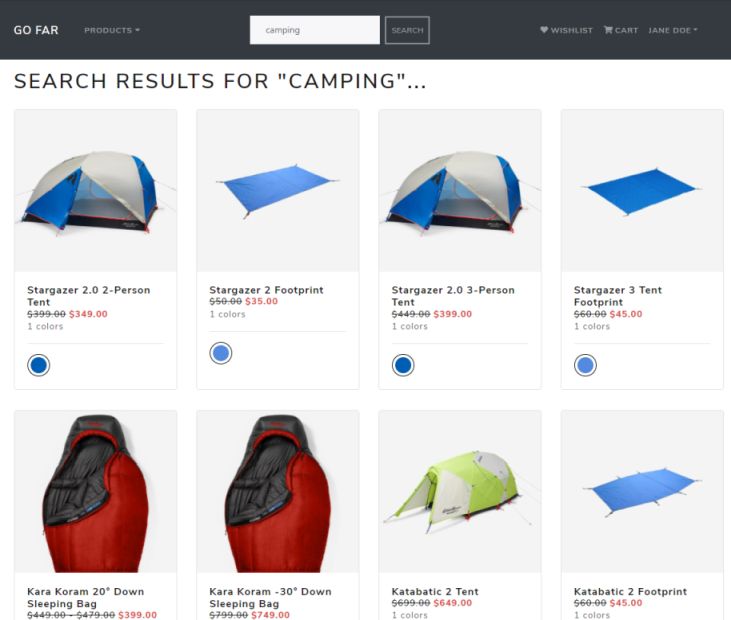 GO FAR
PRODUCTS
camping
SEARCH
WISHLIST
CART
JANE DOE
SEARCH RESULTS FOR "CAMPING"...
Stargazer 2.0 2-Person
Tent
$399.00 $349.00
1 colors
Stargazer 2 Footprint
$50.00 $35.00
1 colors
Stargazer 2.0 3-Person
Tent
$449.00 $399.00
1 colors
Stargazer 3 Tent
Footprint
$60.00 $45.00
1 colors
Kara Koram 20° Down
Sleeping Bag
$449.00 - $479.00 $399.00
Kara Koram -30° Down
Sleeping Bag
$799.00 $749.00
Katabatic 2 Tent
$699.00 $649.00
1 colors
Katabatic 2 Footprint
$60.00 $45.00
1 colors